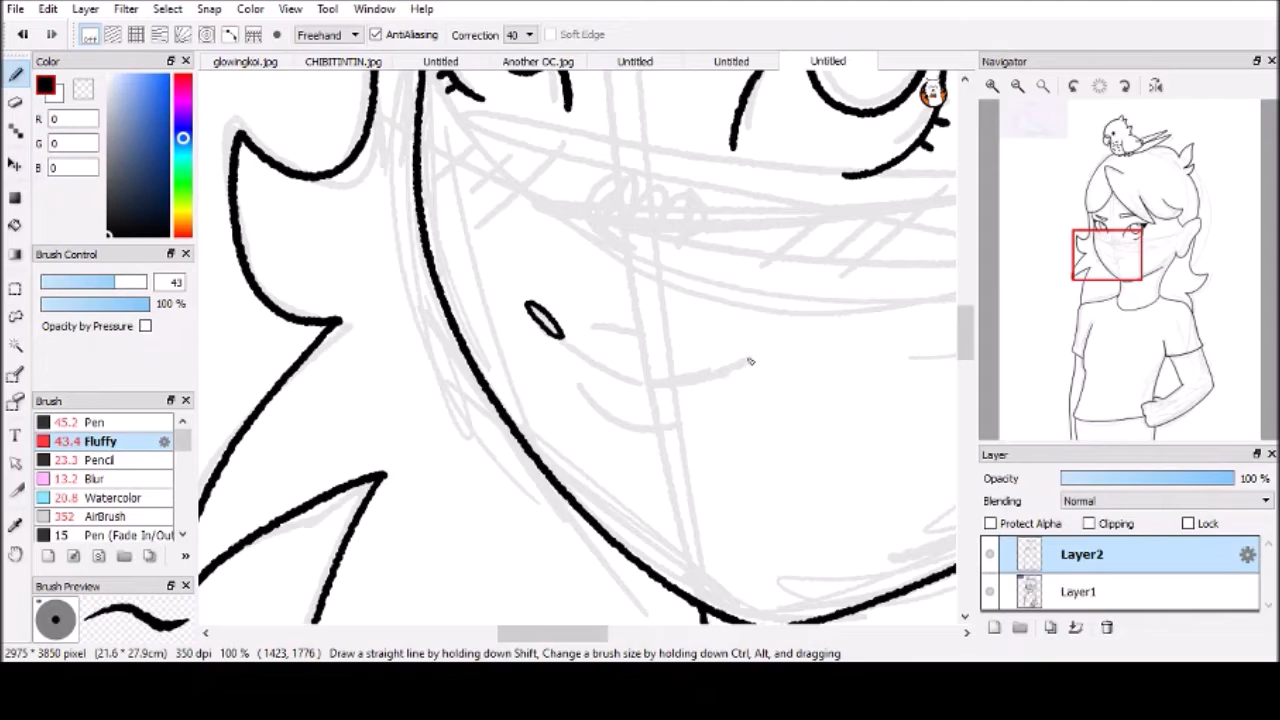 File Edit Layer Filter Select Snap Color View Tool Window Help
off Freehand AntiAliasing Correction 40 Soft Edge
Color
R 0
G 0
B 0
Brush Control
43
100 %
Opacity by Pressure
Brush
45.2 Pen
43.4 Fluffy
23.3 Pencil
13.2 Blur
20.8 Watercolor
352 AirBrush
15 Pen (Fade In/Out
»
Brush Preview
glowingkoi.jpg CHIBITINTIN.jpg Untitled Another OC.jpg Untitled Untitled Untitled
Navigator
Layer
Opacity 100 %
Blending Normal
Protect Alpha Clipping Lock
Layer2
Layer1
2975 * 3850 pixel (21.6 * 27.9cm) 350 dpi 100 % ( 1423, 1776 ) Draw a straight line by holding down Shift, Change a brush size by holding down Ctrl, Alt, and dragging